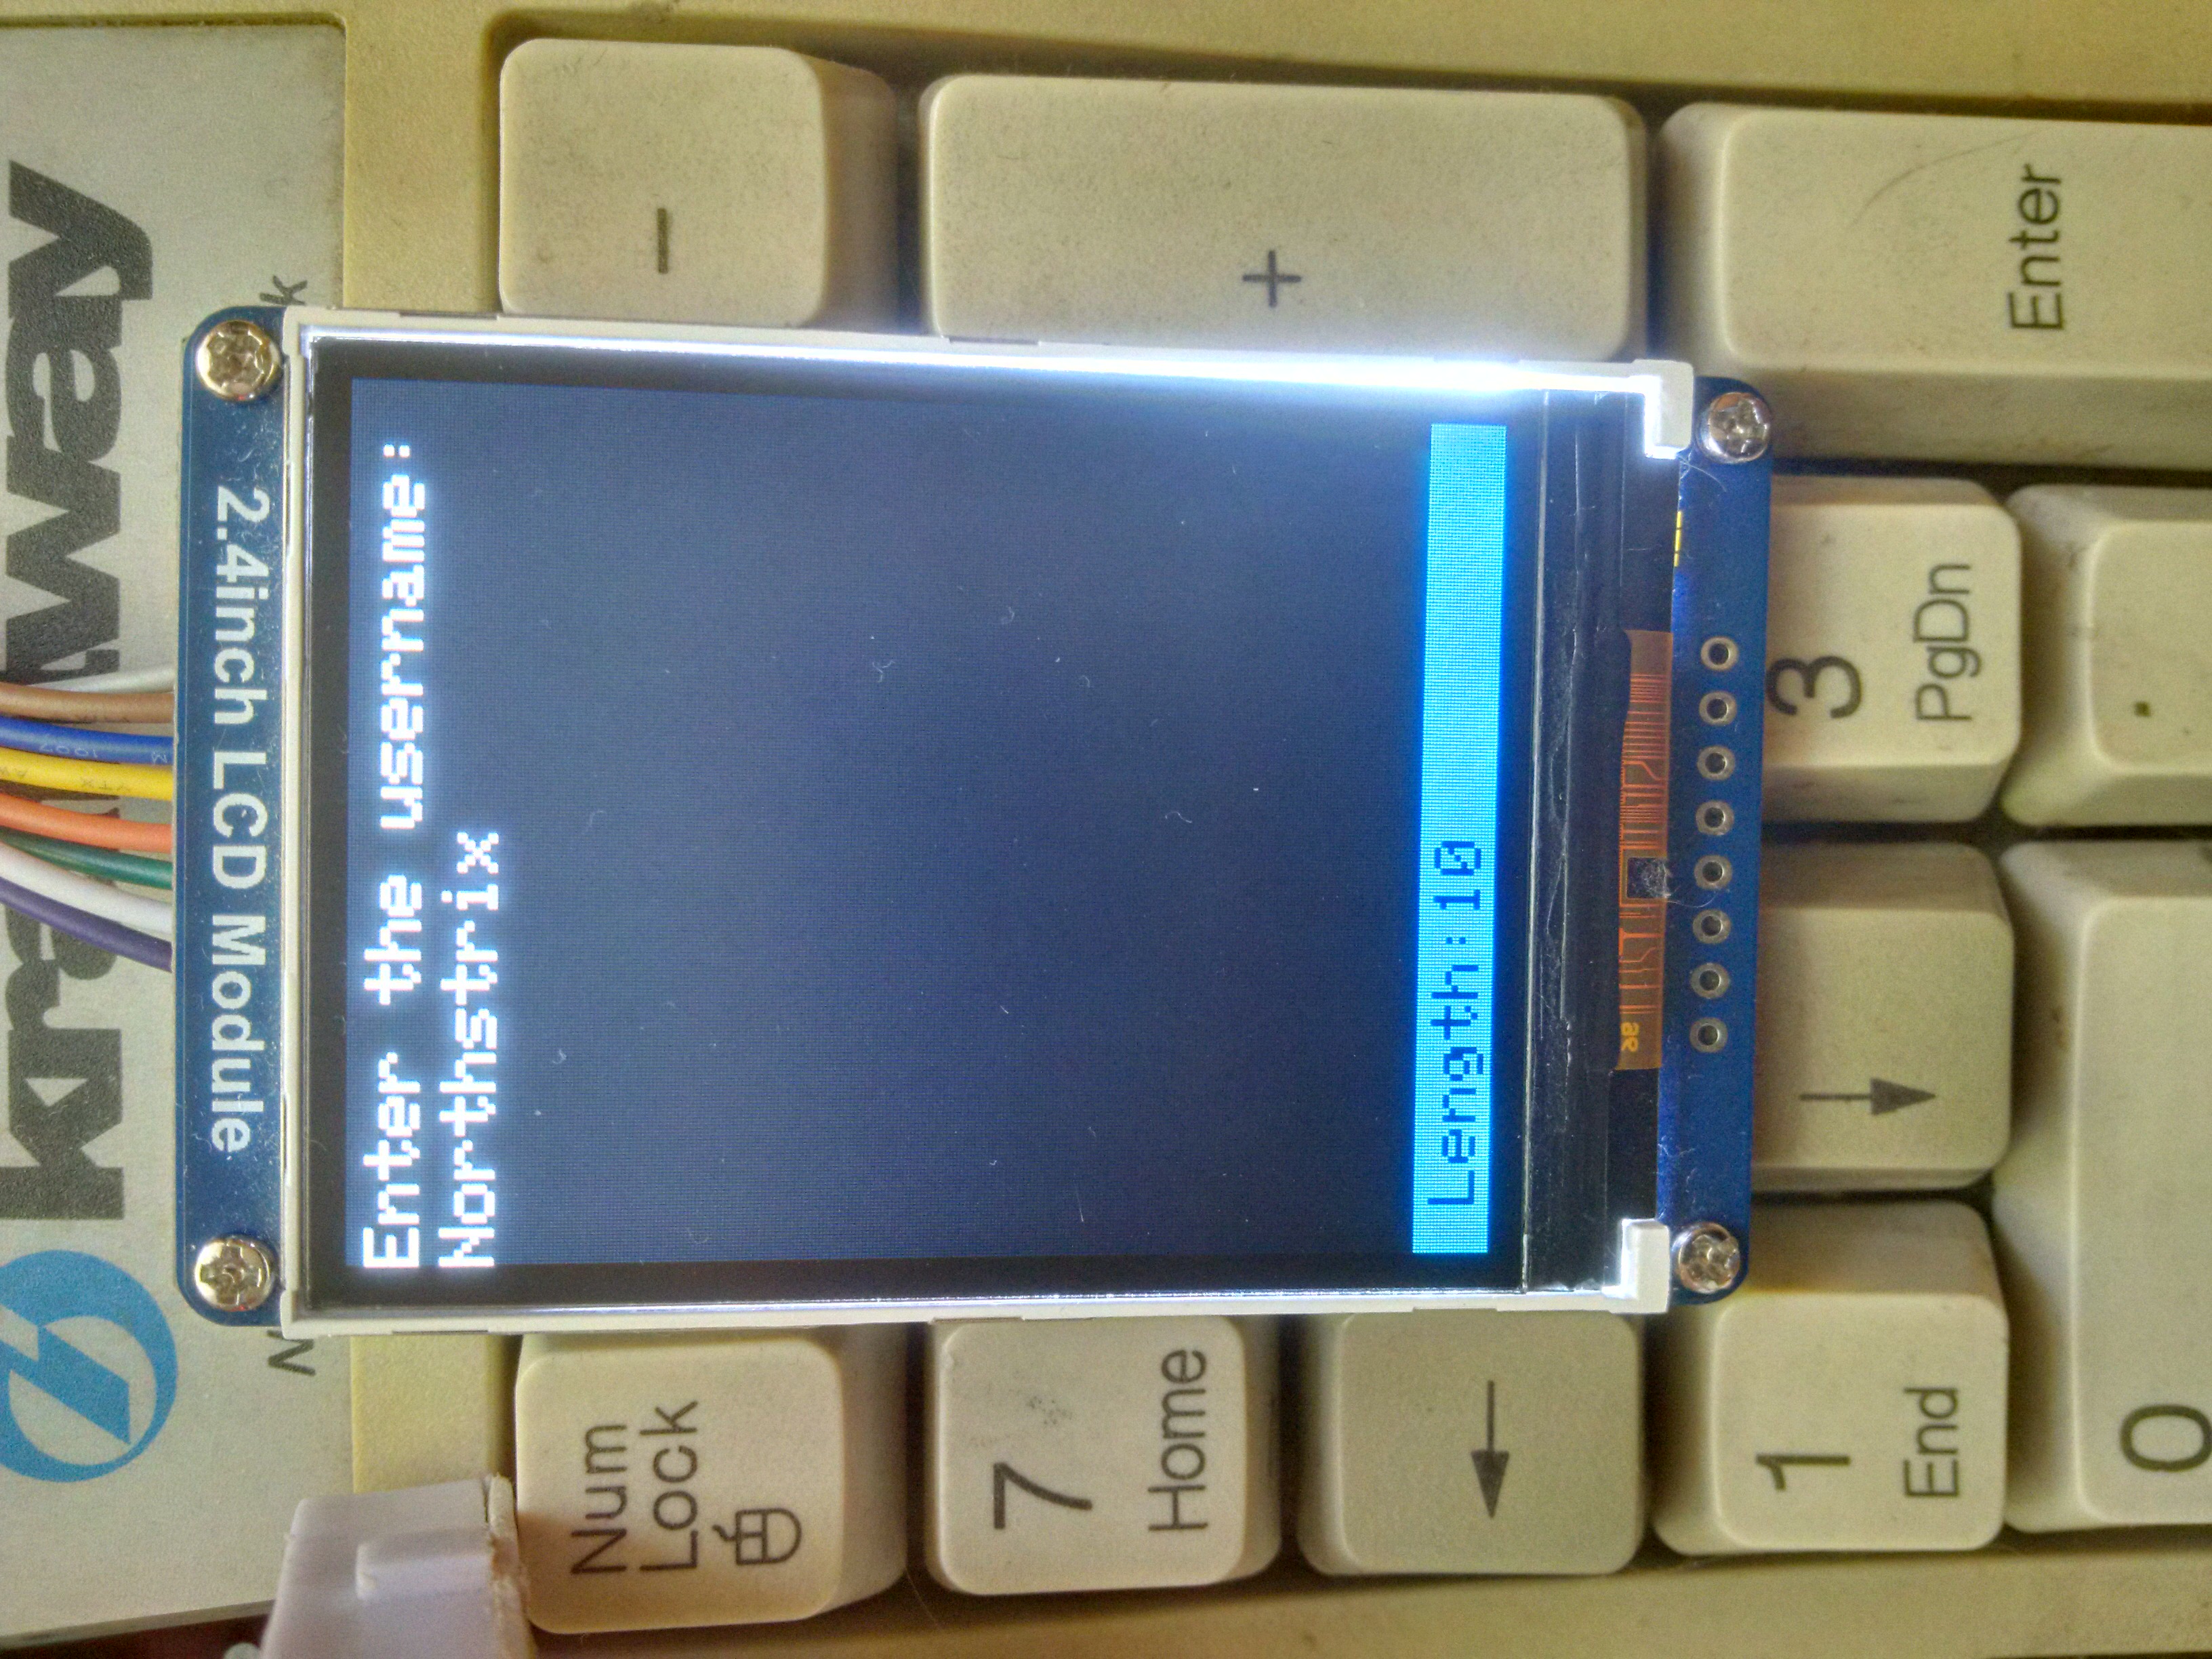 kraftway
2.4inch LCD Module
Enter the username:
Northstrix
Num
Lock
-
7
Home
+
Length:10
1
End
3
PgDn
Enter
0
.